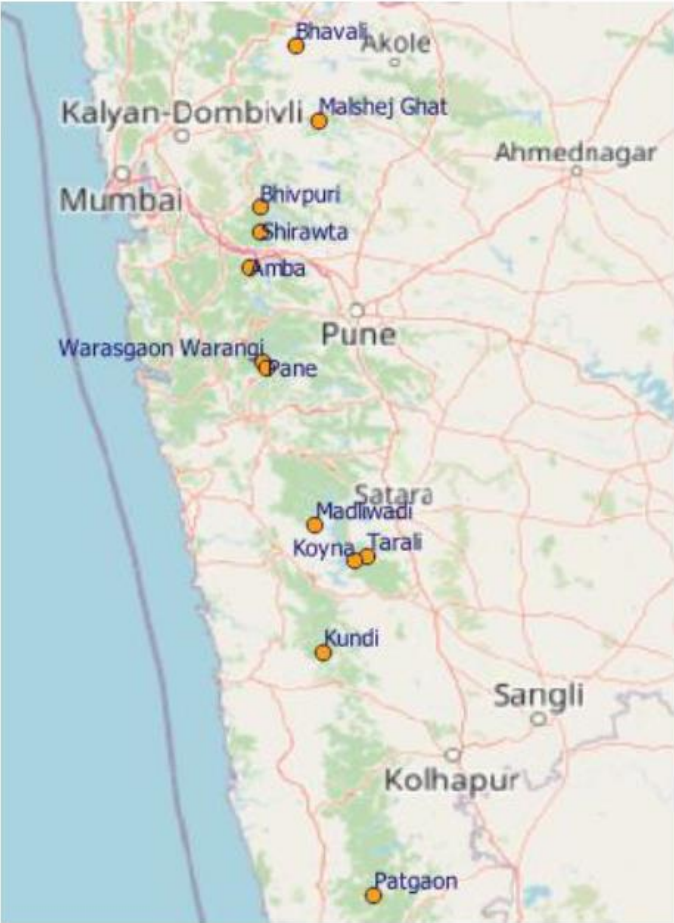 Bhavali
Akole
Kalyan-Dombivli
Malshej Ghat
Ahmednagar
Mumbai
Bhivpuri
Shirawta
Amba
Pune
Warasgaon Warangi
Pane
Satara
Madliwadi
Koyna
Tarali
Kundi
Sangli
Kolhapur
Patgaon